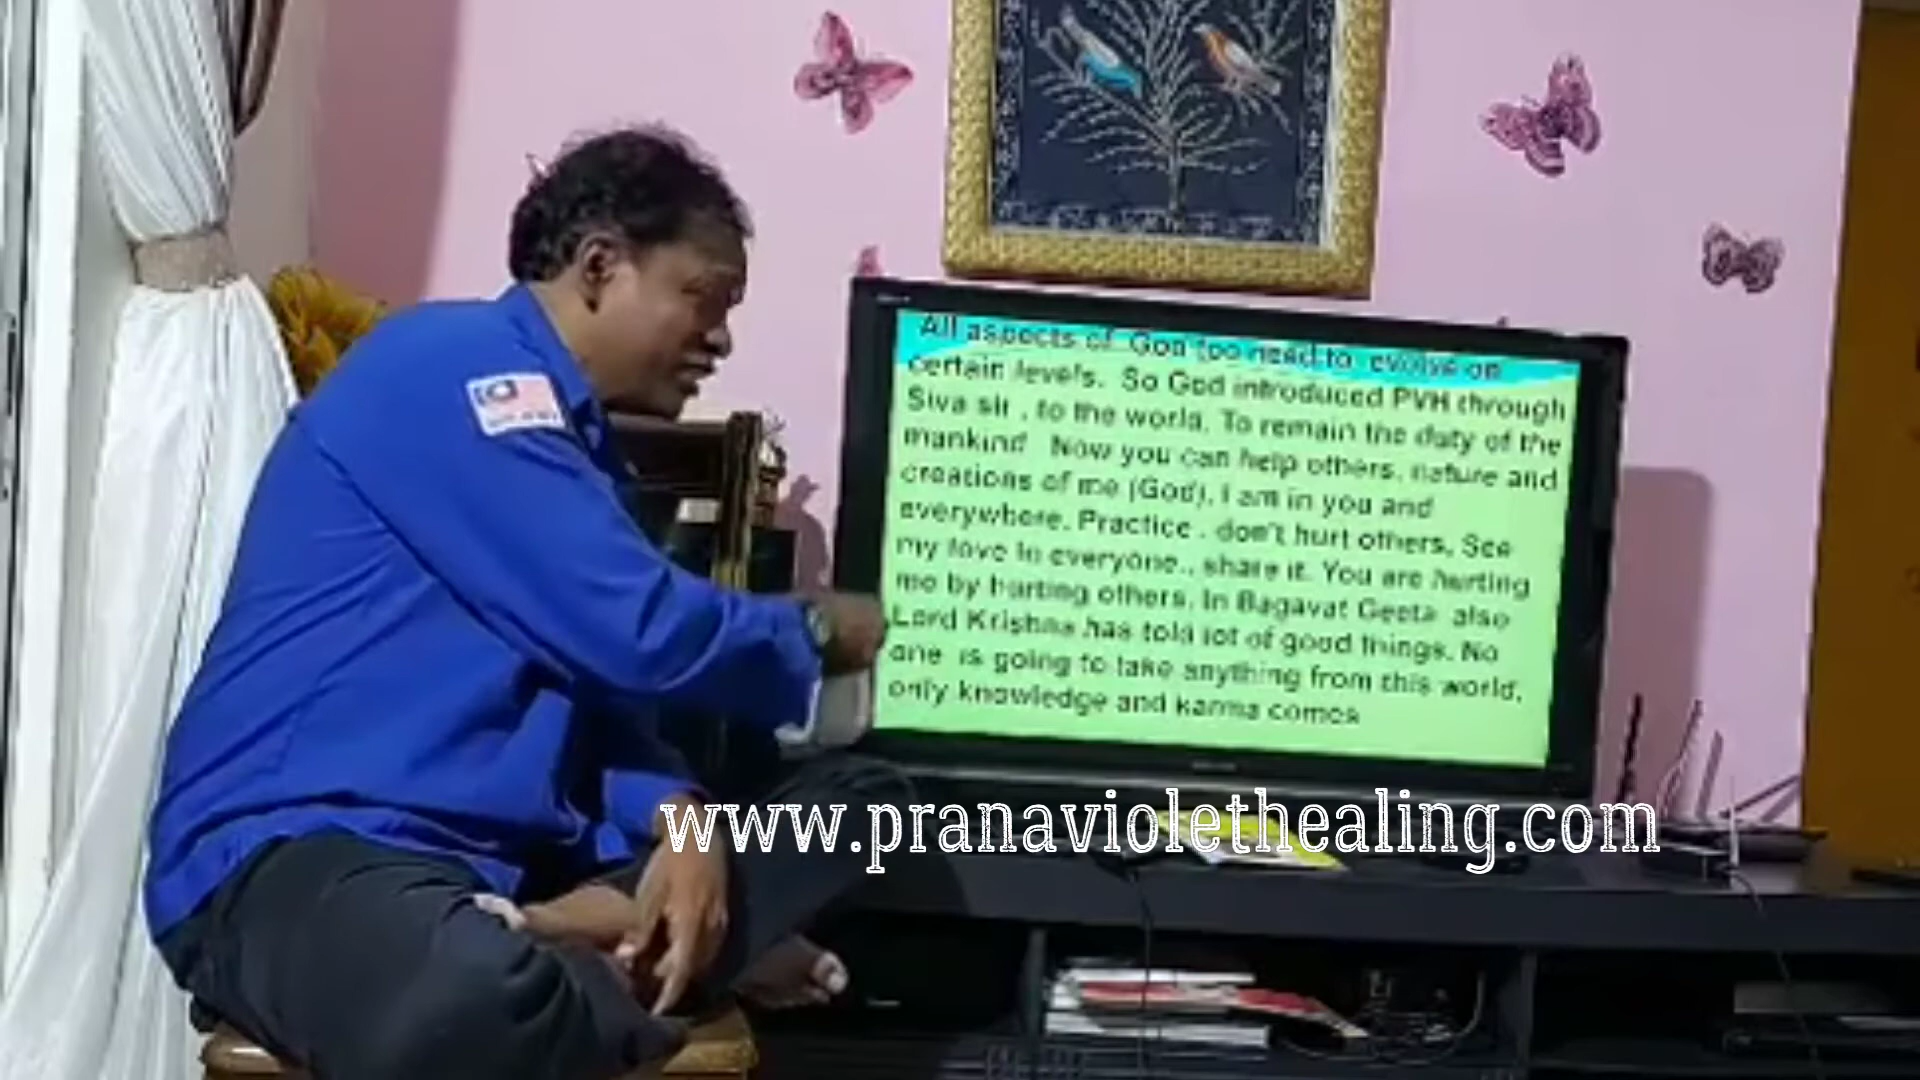 All aspects of God too need to evolve on
certain levels. So God introduced PVH through
Siva sir , to the world. To remain the duty of the
mankind Now you can help others, nature and
creations of me (God). I am in you and
everywhere. Practice . don't hurt others. See
my love in everyone., share it. You are hurting
me by hurting others. In Bagavat Geeta also
Lord Krishna has told lot of good things. No
one is going to take anything from this world.
only knowledge and karma comes
www.pranaviolethealing.com